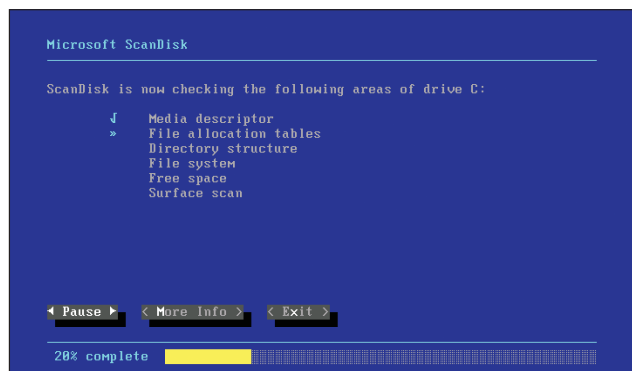 Microsoft ScanDisk
ScanDisk is now checking the following areas of drive C:
√ Media descriptor
» File allocation tables
Directory structure
File system
Free space
Surface scan
◄ Pause ► < More Info > < Exit >
20% complete